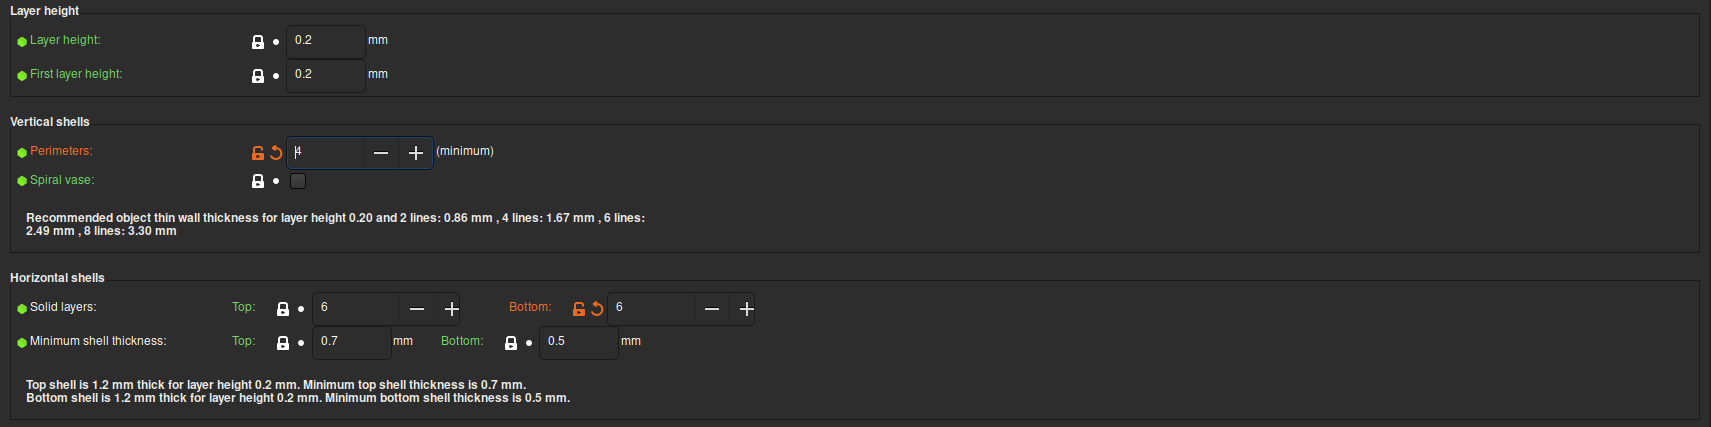 Layer height
Layer height: 0.2 mm
First layer height: 0.2 mm
Vertical shells
Perimeters: 4 (minimum)
Spiral vase:
Recommended object thin wall thickness for layer height 0.20 and 2 lines: 0.86 mm , 4 lines: 1.67 mm , 6 lines:
2.49 mm , 8 lines: 3.30 mm
Horizontal shells
Solid layers: Top: 6 Bottom: 6
Minimum shell thickness: Top: 0.7 mm Bottom: 0.5 mm
Top shell is 1.2 mm thick for layer height 0.2 mm. Minimum top shell thickness is 0.7 mm.
Bottom shell is 1.2 mm thick for layer height 0.2 mm. Minimum bottom shell thickness is 0.5 mm.